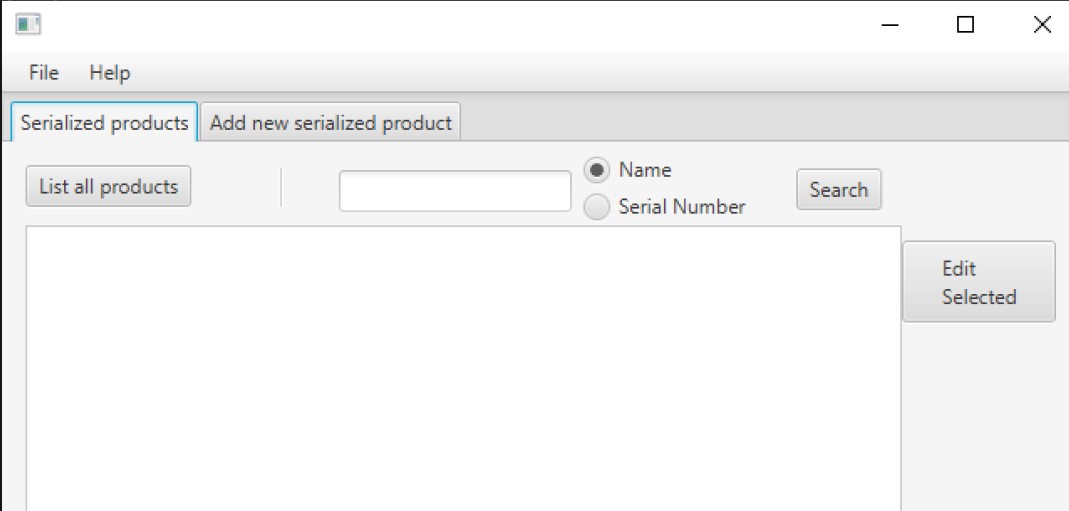 File Help
Serialized products Add new serialized product
List all products
Name
Serial Number
Search
Edit
Selected